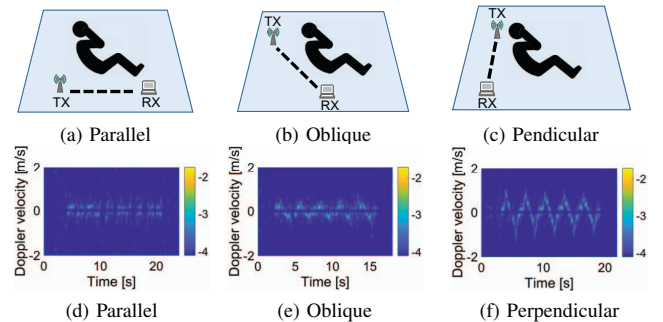 TX
RX
TX
RX
TX
RX
(a) Parallel
(b) Oblique
(c) Pendicular
Doppler velocity [m/s]
2
0
-2
0
10
20
Time [s]
-2
-3
-4
Doppler velocity [m/s]
2
0
-2
0
5
10
15
Time [s]
-2
-3
-4
Doppler velocity [m/s]
2
0
-2
0
10
20
Time [s]
-2
-3
-4
(d) Parallel
(e) Oblique
(f) Perpendicular